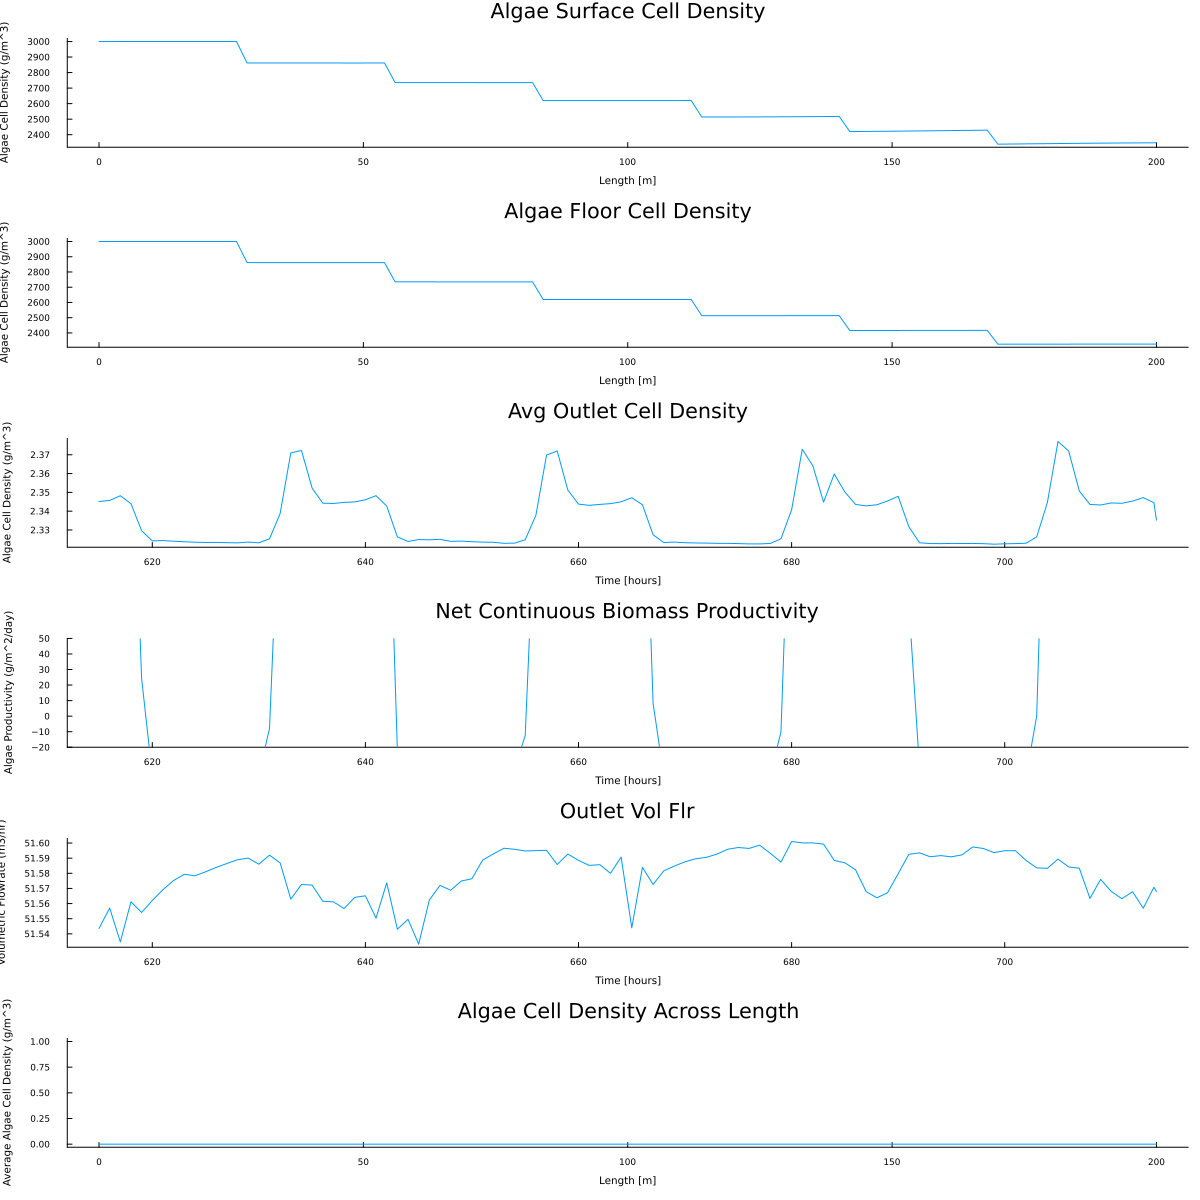 Algae Surface Cell Density
Algae Cell Density (g/m^3)
3000
2900
2800
2700
2600
2500
2400
0 50 100 150 200
Length [m]
Algae Floor Cell Density
Algae Cell Density (g/m^3)
3000
2900
2800
2700
2600
2500
2400
0 50 100 150 200
Length [m]
Avg Outlet Cell Density
Algae Cell Density (g/m^3)
2.37
2.36
2.35
2.34
2.33
620 640 660 680 700
Time [hours]
Net Continuous Biomass Productivity
Algae Productivity (g/m^2/day)
50
40
30
20
10
0
−10
−20
620 640 660 680 700
Time [hours]
Outlet Vol Flr
Volumetric Flowrate (m3/hr)
51.60
51.59
51.58
51.57
51.56
51.55
51.54
620 640 660 680 700
Time [hours]
Algae Cell Density Across Length
Average Algae Cell Density (g/m^3)
1.00
0.75
0.50
0.25
0.00
0 50 100 150 200
Length [m]